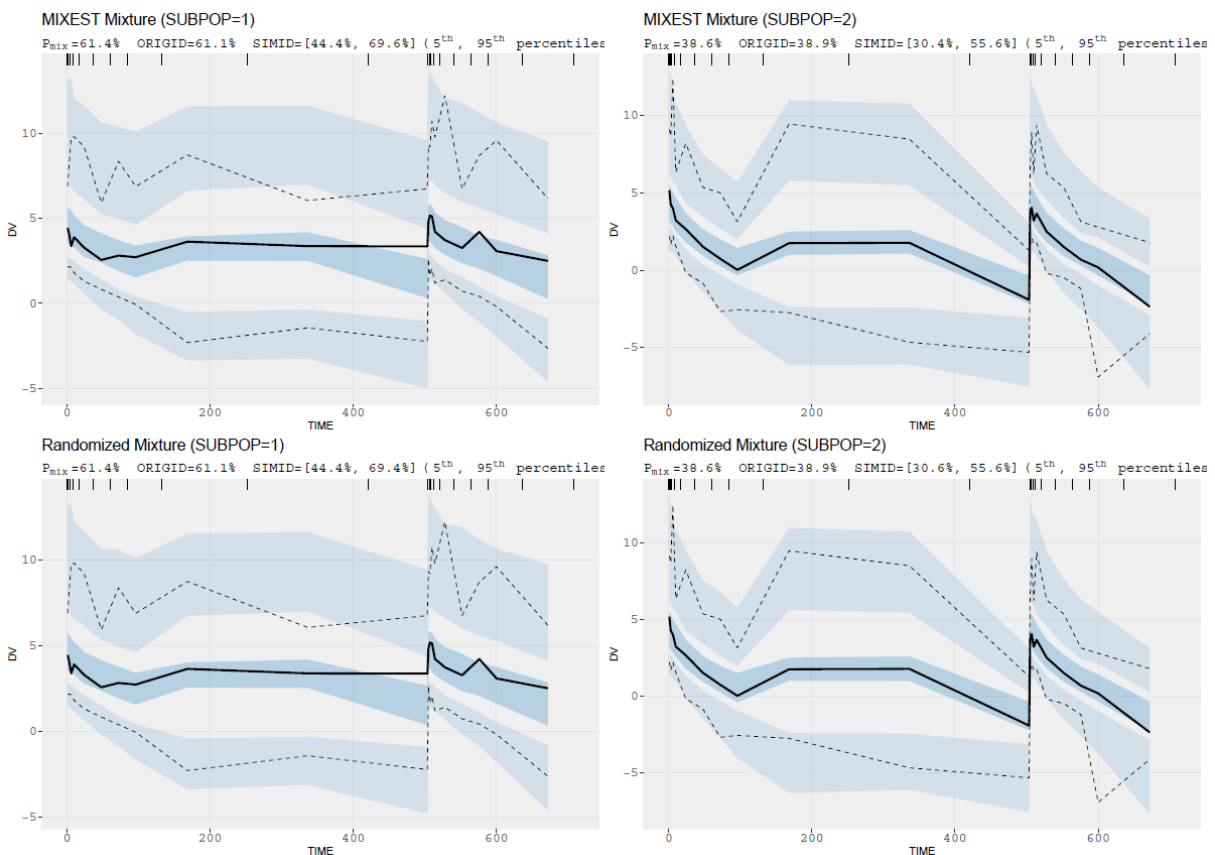 MIXEST Mixture (SUBPOP=1)
Pmix=61.4% ORIGID=61.1% SIMID=[44.4%, 69.6%] (5th, 95th percentiles
10
5
0
−5
DV
0 200 400 600
TIME
MIXEST Mixture (SUBPOP=2)
Pmix=38.6% ORIGID=38.9% SIMID=[30.4%, 55.6%] (5th, 95th percentiles
10
5
0
−5
DV
0 200 400 600
TIME
Randomized Mixture (SUBPOP=1)
Pmix=61.4% ORIGID=61.1% SIMID=[44.4%, 69.4%] (5th, 95th percentiles
10
5
0
−5
DV
0 200 400 600
TIME
Randomized Mixture (SUBPOP=2)
Pmix=38.6% ORIGID=38.9% SIMID=[30.6%, 55.6%] (5th, 95th percentiles
10
5
0
−5
DV
0 200 400 600
TIME